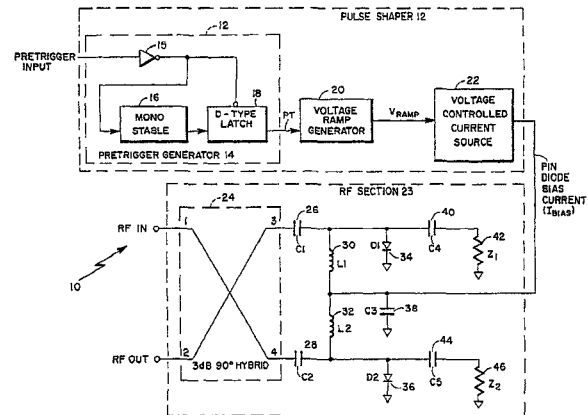 PULSE SHAPER 12
12
PRETRIGGER INPUT
15
16
MONO STABLE
18
D-TYPE LATCH
PRETRIGGER GENERATOR 14
PT
20
VOLTAGE RAMP GENERATOR
VRAMP
22
VOLTAGE CONTROLLED CURRENT SOURCE
PIN DIODE BIAS CURRENT (IBIAS)
RF SECTION 23
24
10
RF IN
1
3
RF OUT
2
4
3dB 90° HYBRID
26
C1
28
C2
30
L1
32
L2
D1
34
C3
38
D2
36
40
C4
42
Z1
44
C5
46
Z2